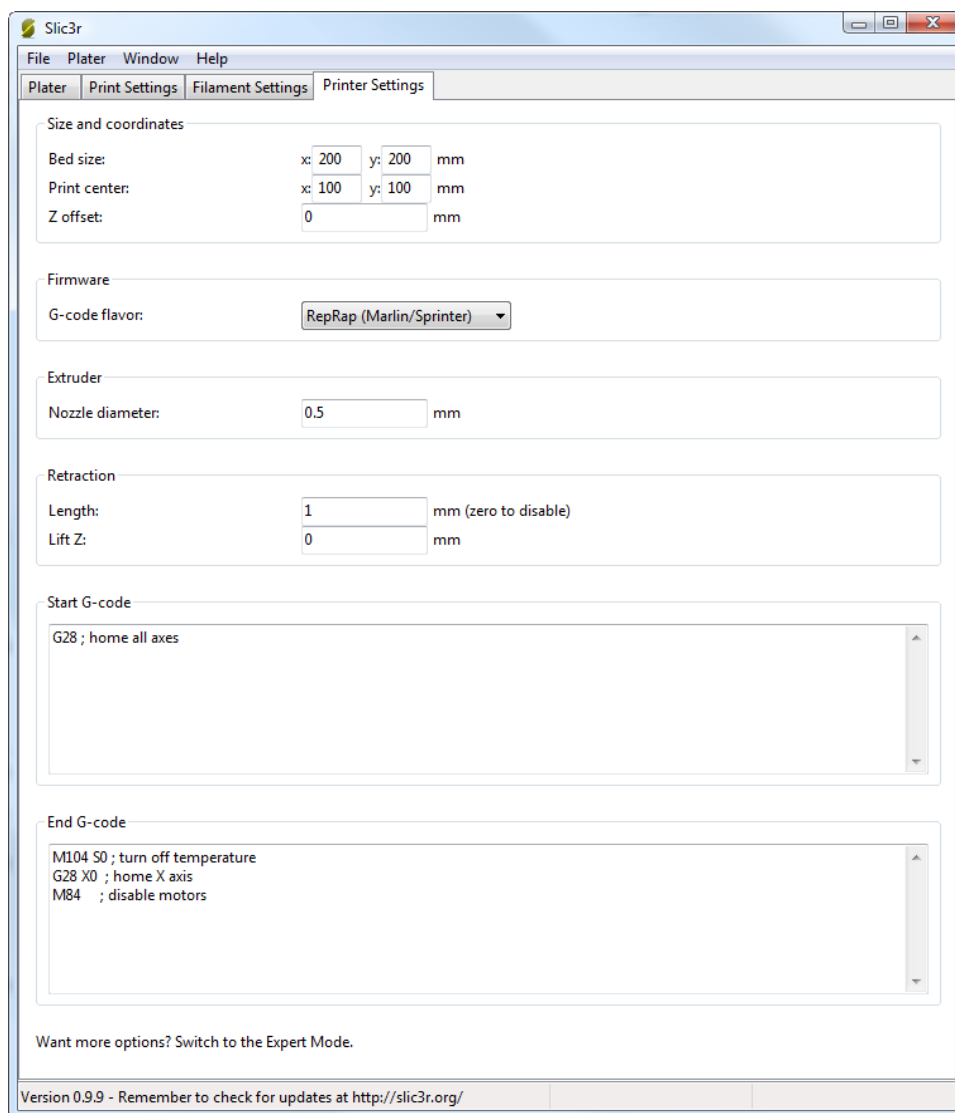 Slic3r
File Plater Window Help
Plater Print Settings Filament Settings Printer Settings
Size and coordinates
Bed size: x: 200 y: 200 mm
Print center: x: 100 y: 100 mm
Z offset: 0 mm
Firmware
G-code flavor: RepRap (Marlin/Sprinter)
Extruder
Nozzle diameter: 0.5 mm
Retraction
Length: 1 mm (zero to disable)
Lift Z: 0 mm
Start G-code
G28 ; home all axes
End G-code
M104 S0 ; turn off temperature
G28 X0  ; home X axis
M84     ; disable motors
Want more options? Switch to the Expert Mode.
Version 0.9.9 - Remember to check for updates at http://slic3r.org/